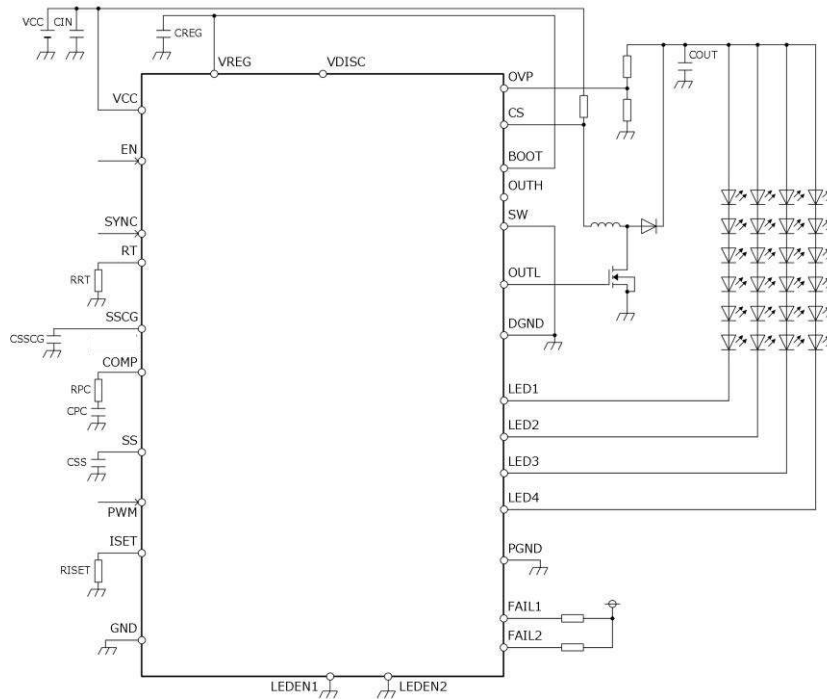 VCC CIN
CREG
VREG
VDISC
COUT
OVP
VCC
CS
EN
BOOT
OUTH
SYNC
SW
RT
RRT
OUTL
SSCG
CSSCG
DGND
COMP
RPC
CPC
LED1
LED2
SS
CSS
LED3
LED4
PWM
ISET
RISET
PGND
FAIL1
GND
FAIL2
LEDEN1
LEDEN2